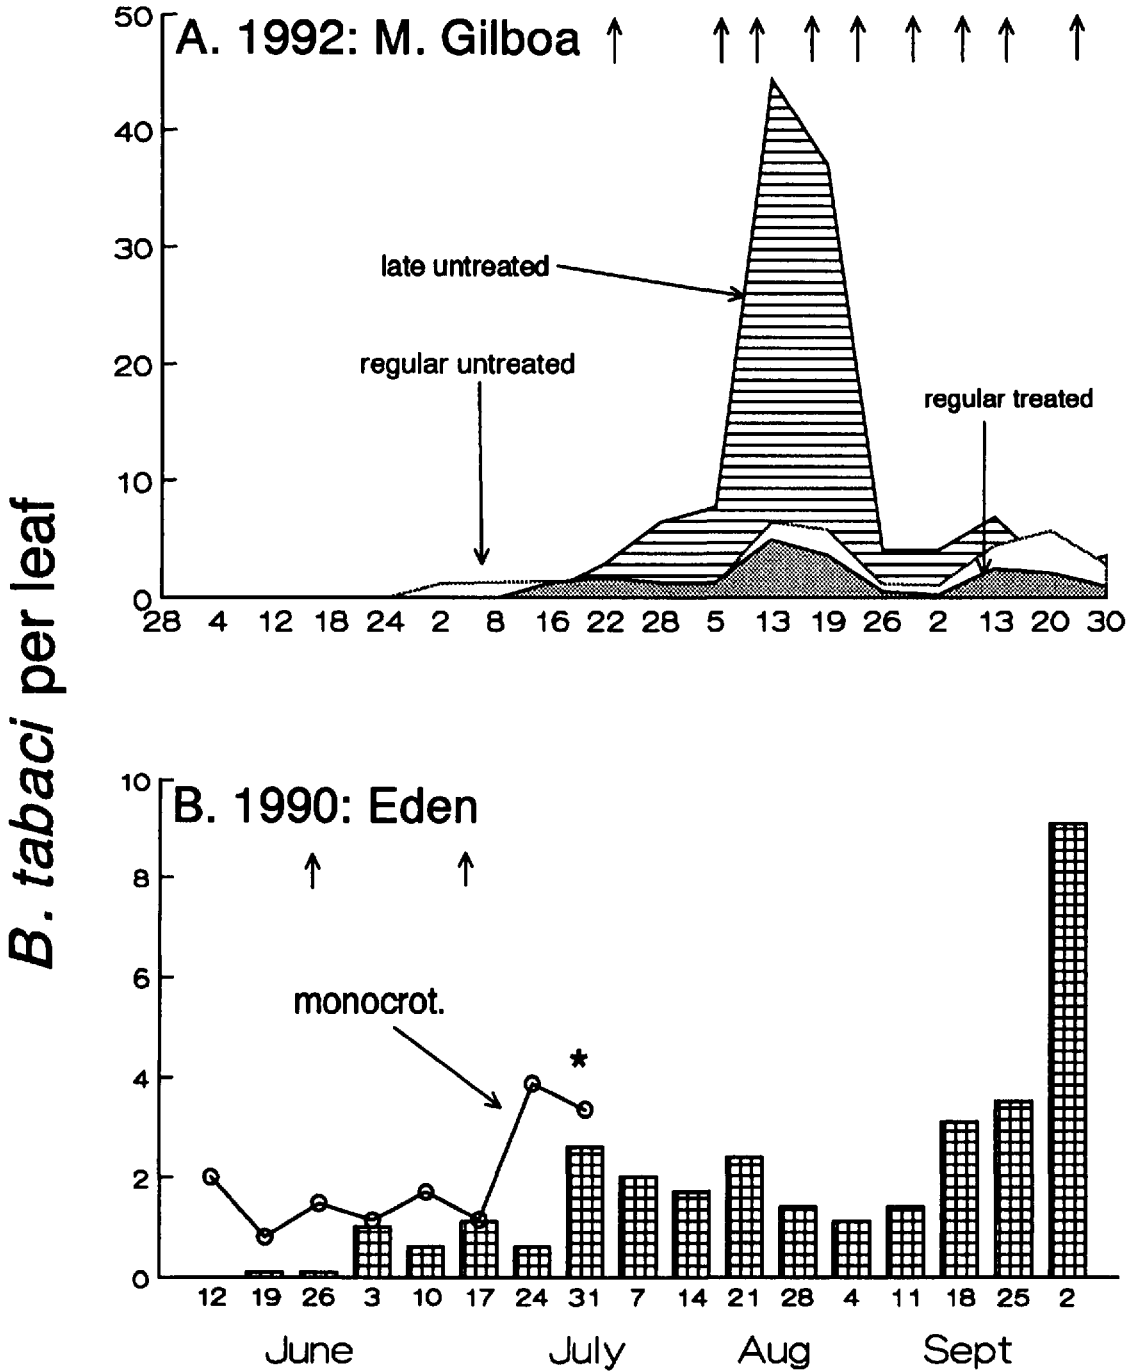 B. tabaci per leaf
A. 1992: M. Gilboa
50
40
30
20
10
0
late untreated
regular untreated
regular treated
28 4 12 18 24 2 8 16 22 28 5 13 19 26 2 13 20 30
B. 1990: Eden
10
8
6
4
2
0
monocrot.
*
12 19 26 3 10 17 24 31 7 14 21 28 4 11 18 25 2
June July Aug Sept